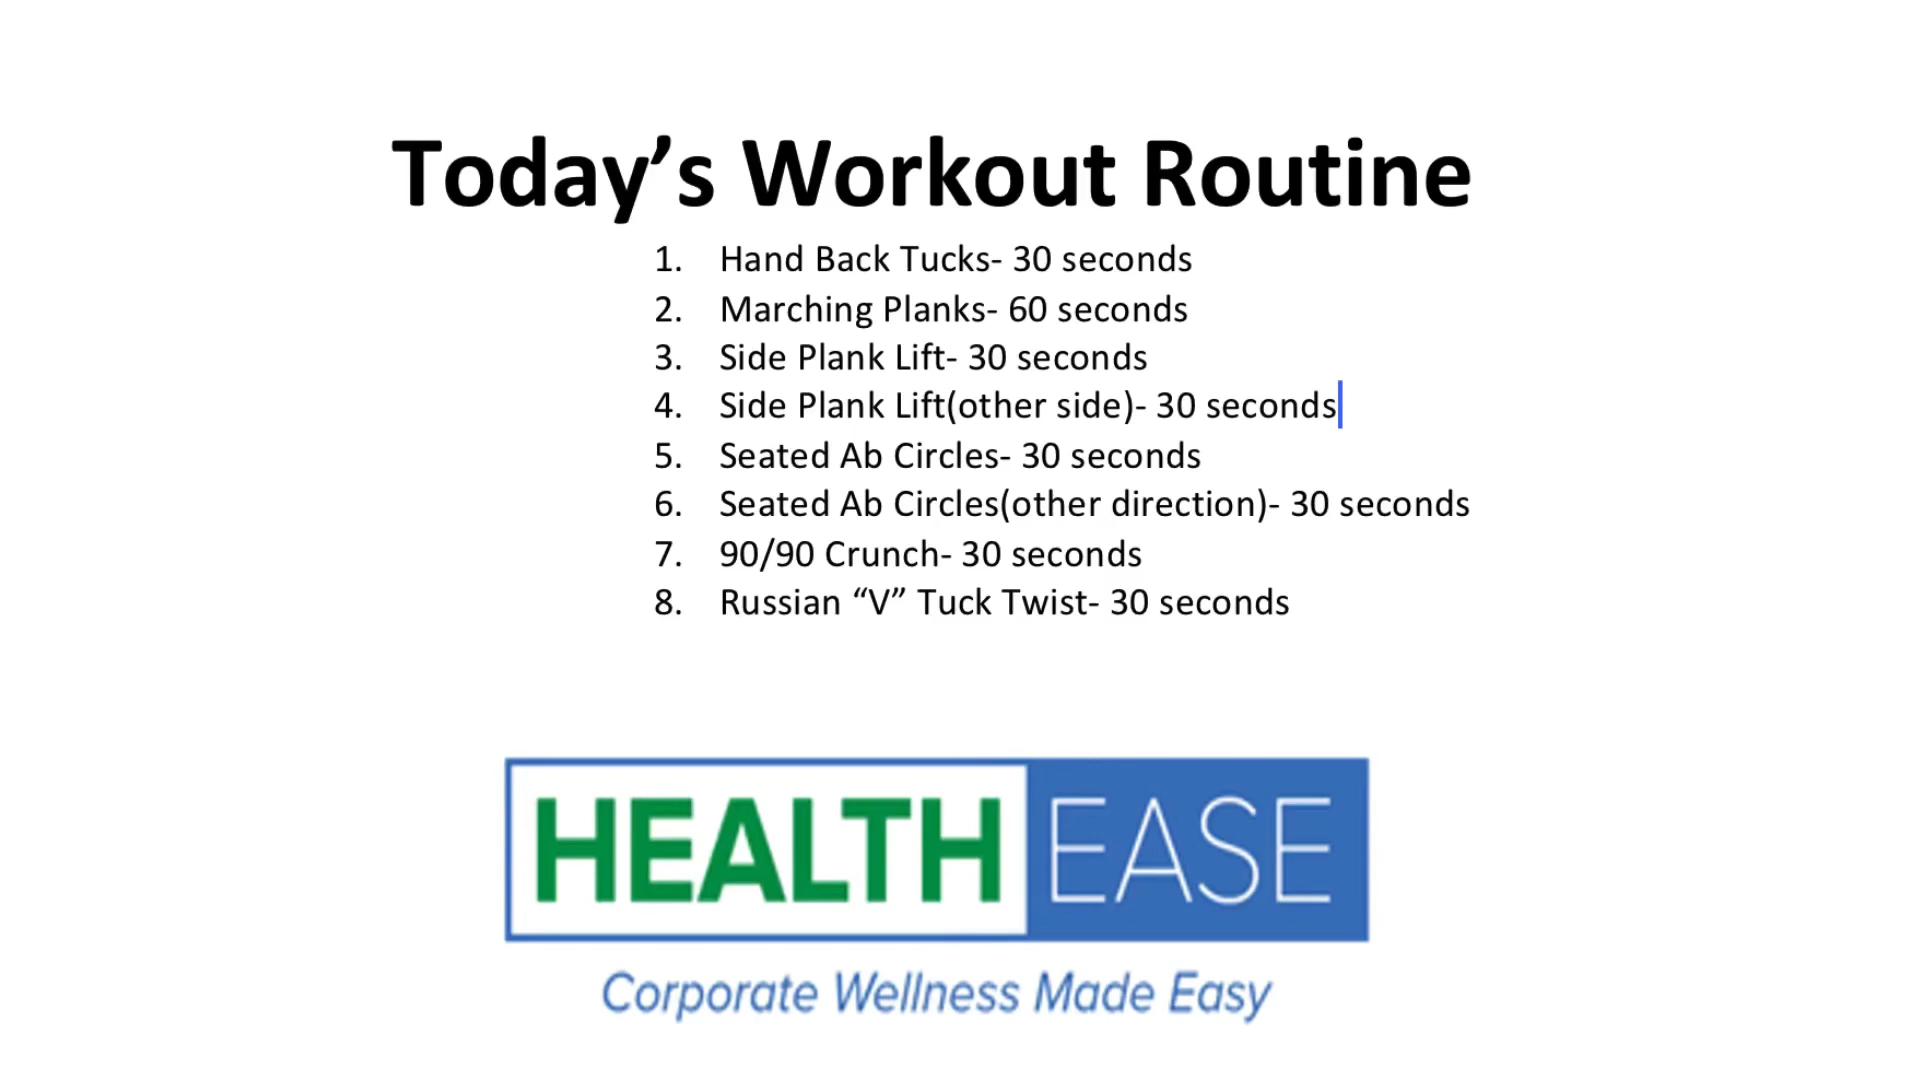 Today’s Workout Routine
1. Hand Back Tucks- 30 seconds
2. Marching Planks- 60 seconds
3. Side Plank Lift- 30 seconds
4. Side Plank Lift(other side)- 30 seconds
5. Seated Ab Circles- 30 seconds
6. Seated Ab Circles(other direction)- 30 seconds
7. 90/90 Crunch- 30 seconds
8. Russian “V” Tuck Twist- 30 seconds
HEALTHEASE
Corporate Wellness Made Easy